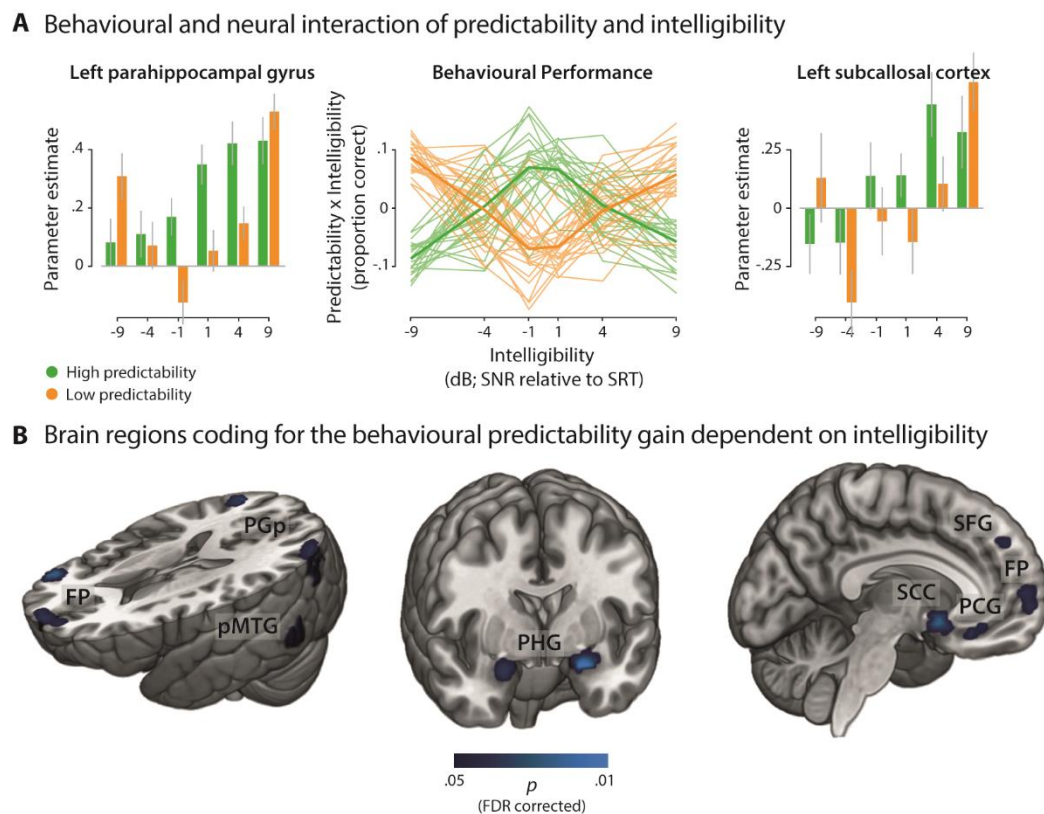 A Behavioural and neural interaction of predictability and intelligibility
Left parahippocampal gyrus
Parameter estimate
.4
.2
0
-9 -4 -1 1 4 9
High predictability
Low predictability
Behavioural Performance
Predictability x Intelligibility
(proportion correct)
0.1
0
-.1
-9 -4 -1 1 4 9
Intelligibility
(dB; SNR relative to SRT)
Left subcallosal cortex
Parameter estimate
.25
0
-.25
-9 -4 -1 1 4 9
B Brain regions coding for the behavioural predictability gain dependent on intelligibility
PGp
FP
pMTG
PHG
SFG
FP
SCC
PCG
.05 .01
p
(FDR corrected)